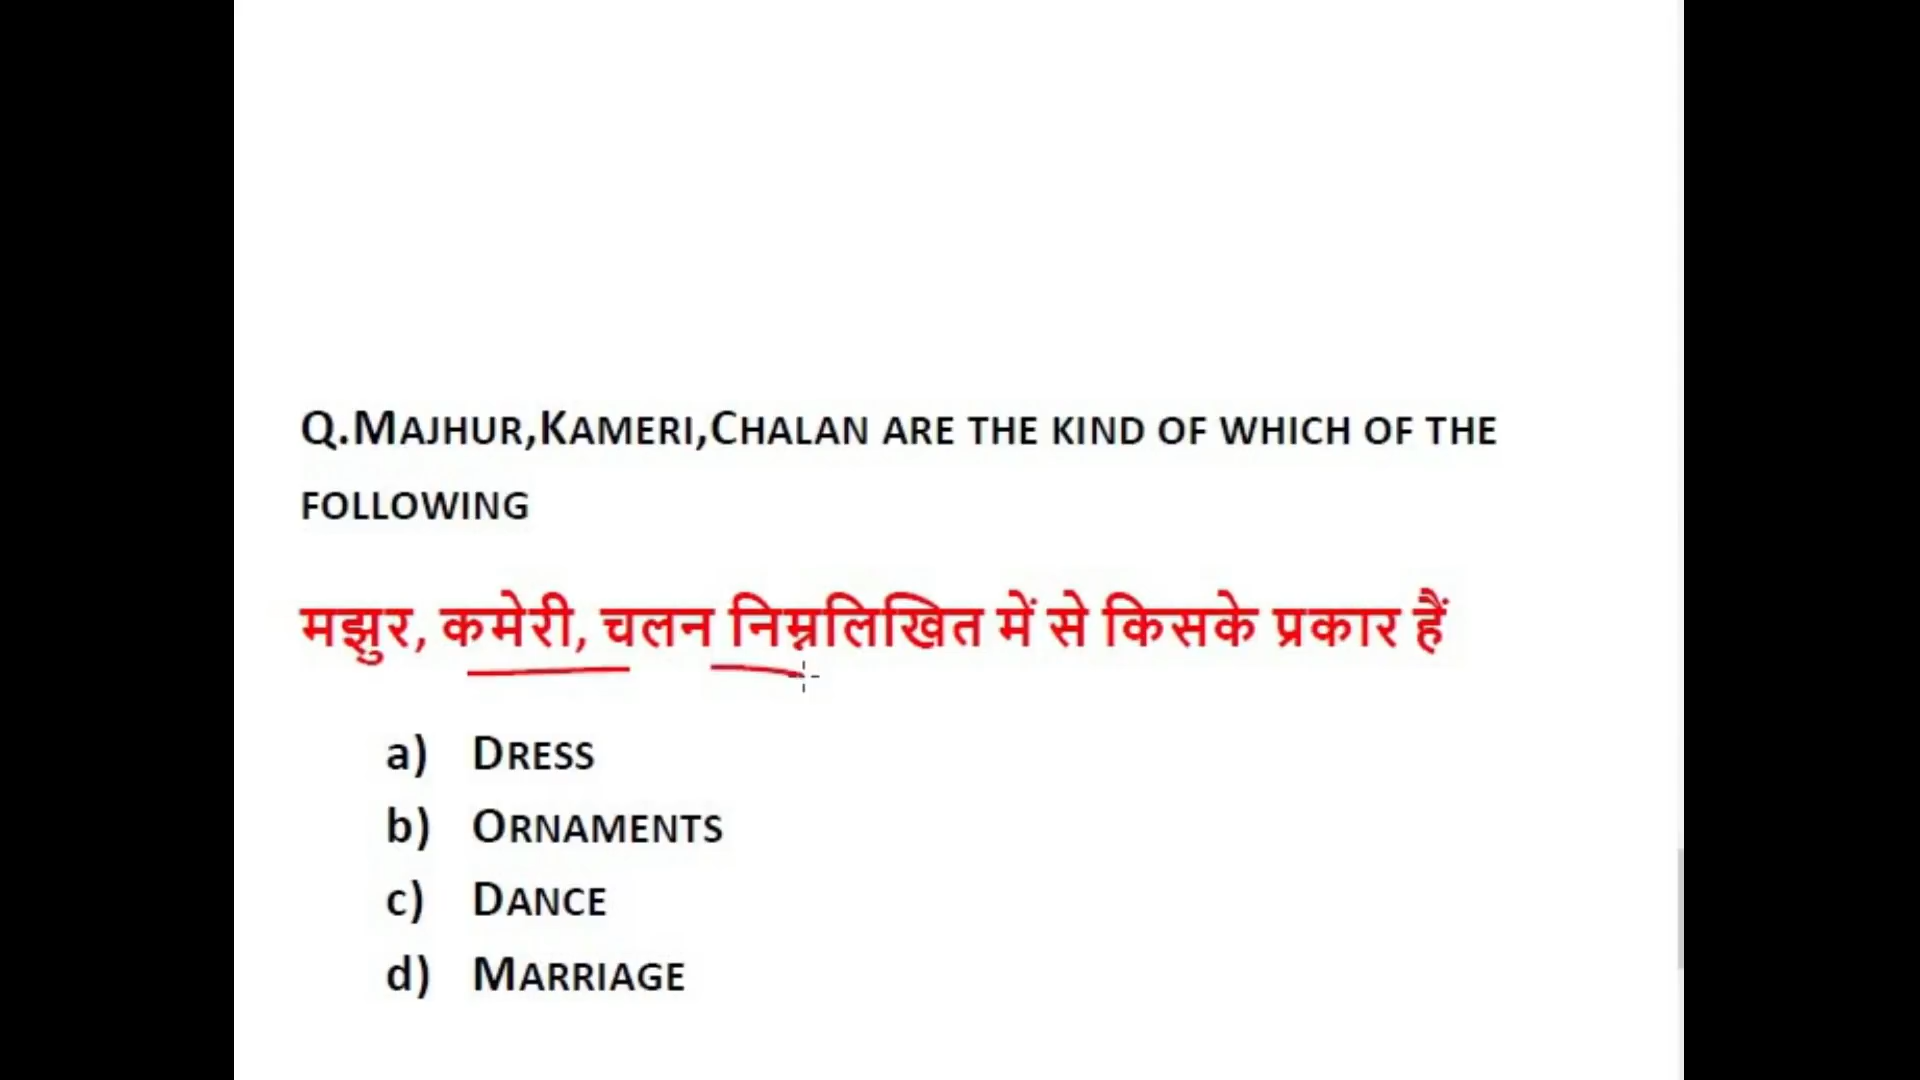 Q.MAJHUR,KAMERI,CHALAN ARE THE KIND OF WHICH OF THE
FOLLOWING
मझुर, कमेरी, चलन निम्नलिखित में से किसके प्रकार हैं
a) DRESS
b) ORNAMENTS
c) DANCE
d) MARRIAGE